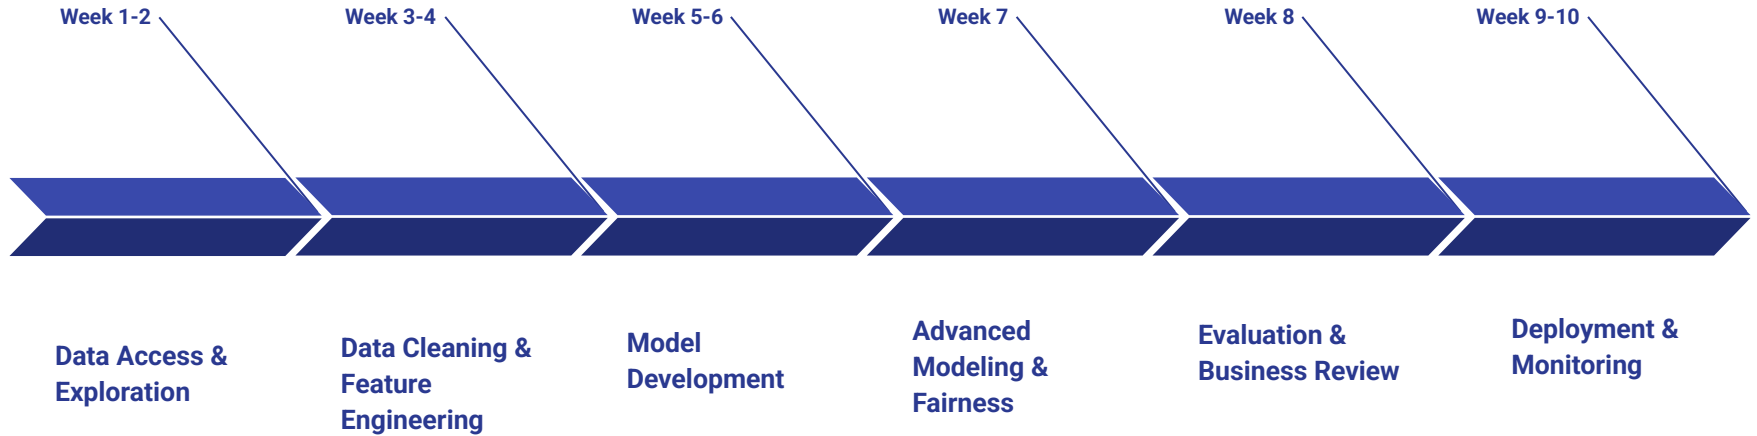 Week 1-2
Week 3-4
Week 5-6
Week 7
Week 8
Week 9-10
Data Access &
Exploration
Data Cleaning &
Feature
Engineering
Model
Development
Advanced
Modeling &
Fairness
Evaluation &
Business Review
Deployment &
Monitoring